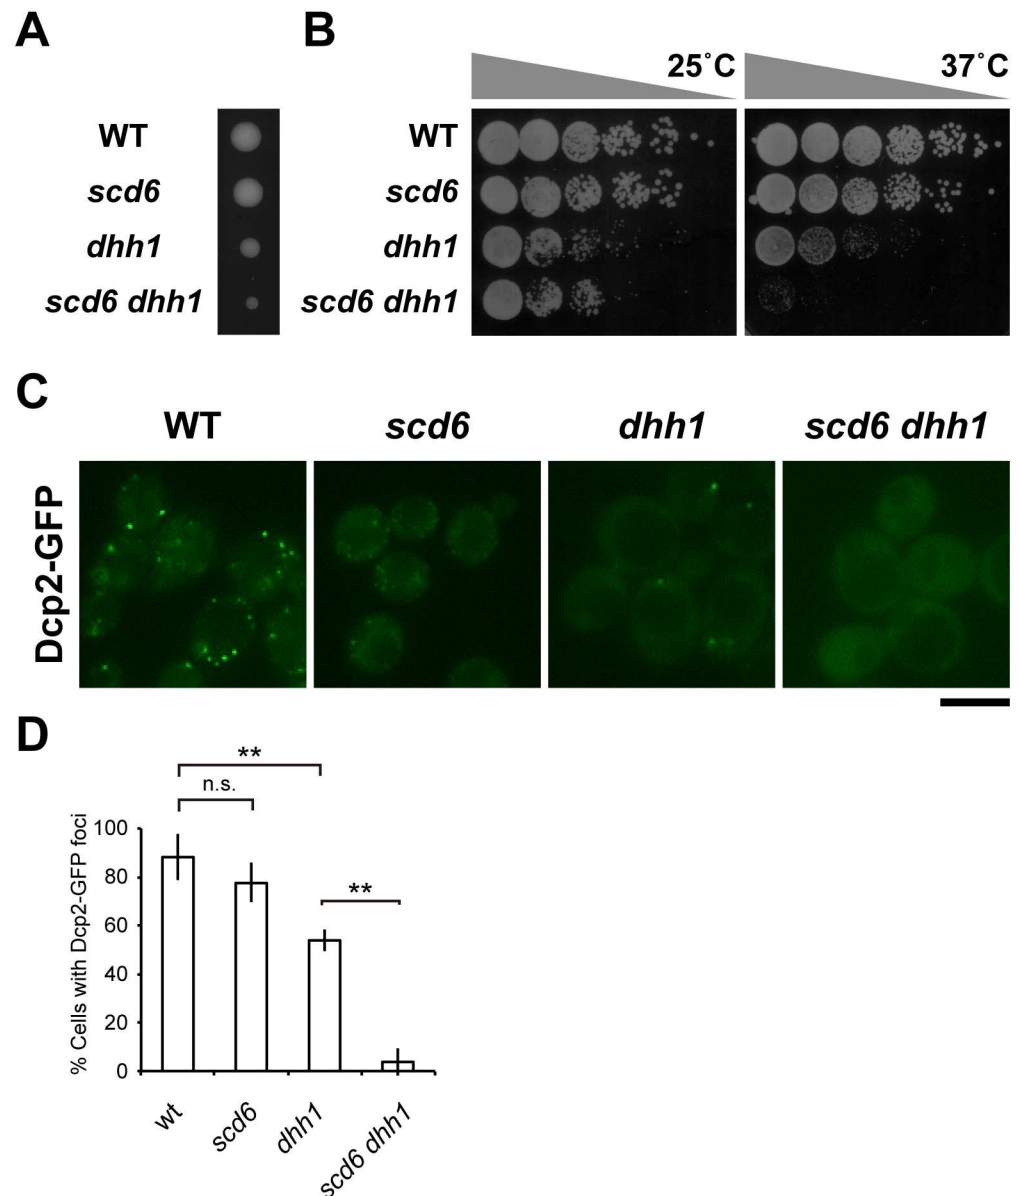 A
B
25˚C
37˚C
WT
scd6
dhh1
scd6 dhh1
WT
scd6
dhh1
scd6 dhh1
C
WT
scd6
dhh1
scd6 dhh1
Dcp2-GFP
D
**
n.s.
**
% Cells with Dcp2-GFP foci
100
80
60
40
20
0
wt
scd6
dhh1
scd6 dhh1